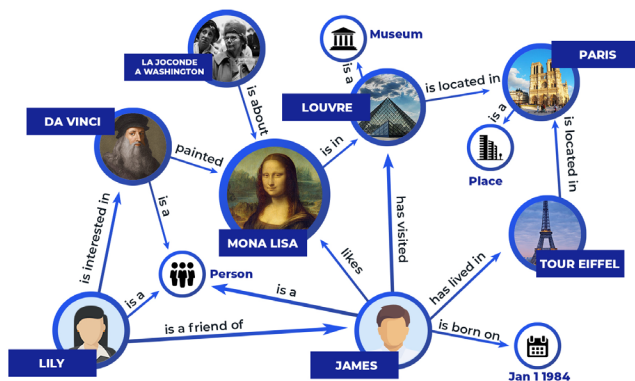 Museum
LA JOCONDE
A WASHINGTON
PARIS
is a
is located in
LOUVRE
is about
is a
DA VINCI
painted
is in
is located in
Place
is a
has visited
is interested in
MONA LISA
likes
TOUR EIFFEL
Person
has lived in
is a
is a
is a friend of
is born on
LILY
JAMES
Jan 1 1984